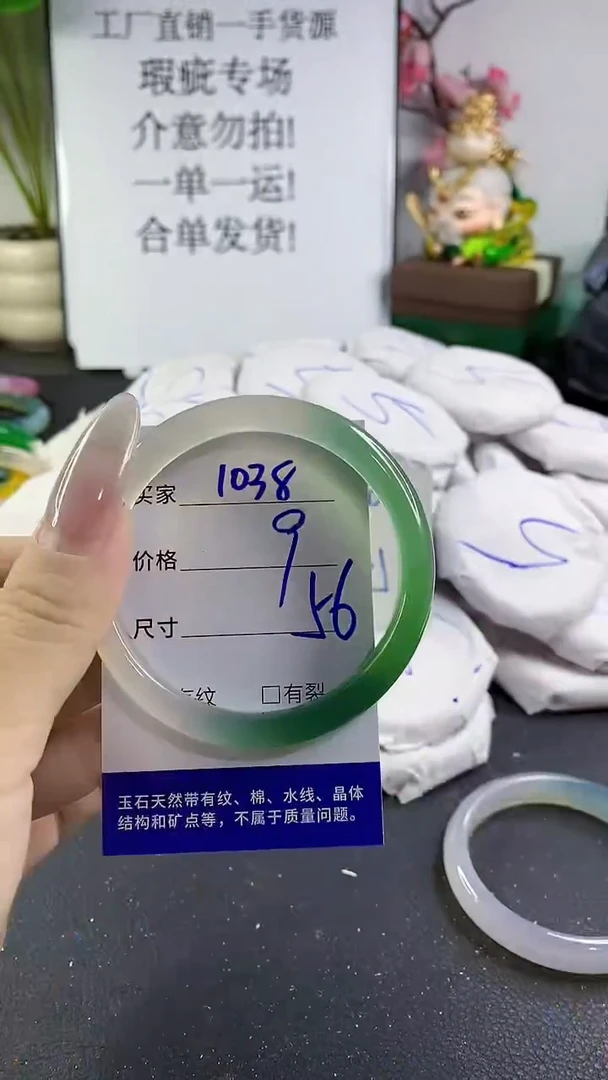 工厂直销一手货源
瑕疵专场
介意勿拍!
一单一运!
合单发货!
买家 1038
价格 9
尺寸 56
有纹 □有裂
玉石天然带有纹、棉、水线、晶体
结构和矿点等，不属于质量问题。